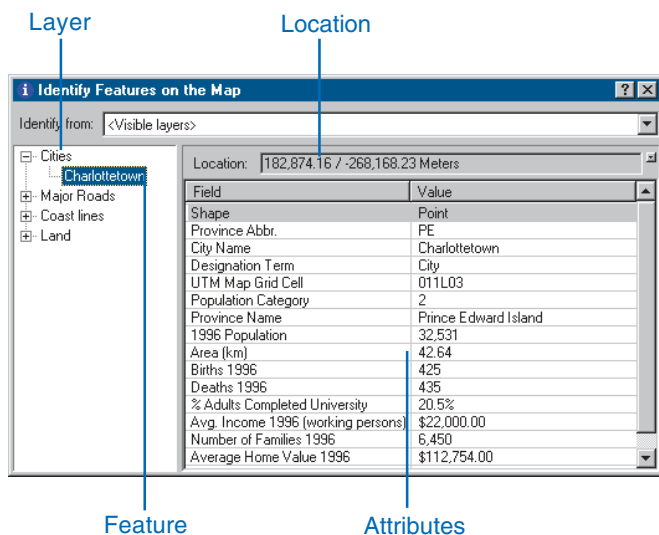 Layer
Location
i Identify Features on the Map ? X
Identify from: <Visible layers>
Cities
Charlottetown
Major Roads
Coast lines
Land
Location: 182,874.16 / -268,168.23 Meters
Field Value
Shape Point
Province Abbr. PE
City Name Charlottetown
Designation Term City
UTM Map Grid Cell 011L03
Population Category 2
Province Name Prince Edward Island
1996 Population 32,531
Area (km) 42.64
Births 1996 425
Deaths 1996 435
% Adults Completed University 20.5%
Avg. Income 1996 (working persons) $22,000.00
Number of Families 1996 6,450
Average Home Value 1996 $112,754.00
Feature
Attributes